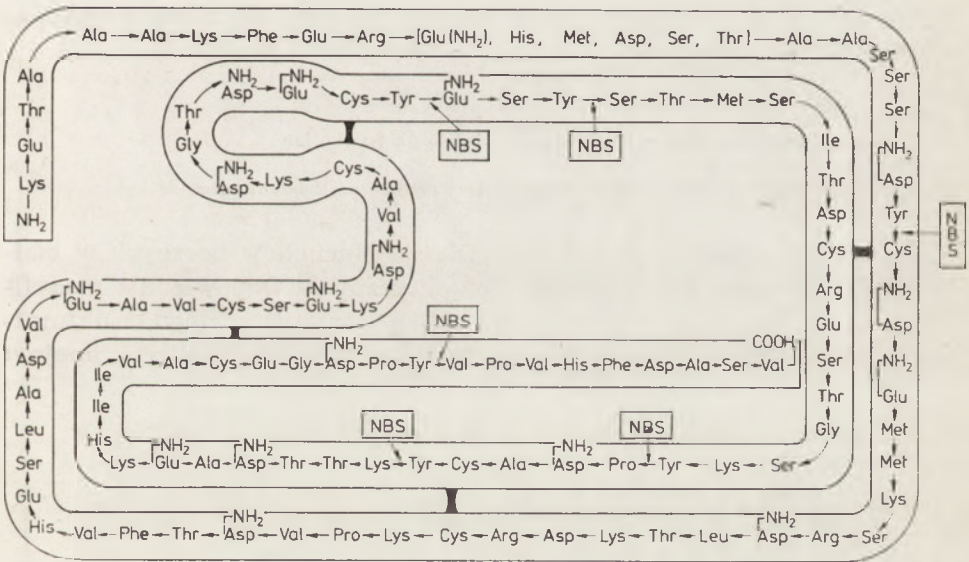 NH₂
Lys
Glu
Thr
Ala
Ala → Ala → Lys → Phe → Glu → Arg → [Glu(NH₂), His, Met, Asp, Ser, Thr] → Ala → Ala
Ser
Ser
Ser
NH₂
Asp
Tyr
NBS
Cys
NH₂
Asp
NH₂
Glu
Met
Met
Lys
Ser
Arg
NH₂
Asp
Leu
Thr
Lys
Asp
Arg
Cys
Lys
Pro
Val
NH₂
Asp
Thr
Phe
Val
His
Glu
Ser
Leu
Ala
Asp
Val
NH₂
Glu → Ala → Val → Cys → Ser → Glu → Lys
NH₂
NH₂
Asp
Val
Ala
Cys
Lys
NH₂
Asp
Gly
Thr
NH₂
Asp
NH₂
Glu
Cys → Tyr → Glu → Ser → Tyr → Ser → Thr → Met → Ser
NH₂
NBS
NBS
Ile
Thr
Asp
Cys
Arg
Glu
Ser
Thr
Gly
Ser
Lys
Tyr
NBS
Pro
NH₂
Asp
Ala
Cys
Tyr
NBS
Lys
Thr
Thr
NH₂
Asp
Ala
NH₂
Glu
Lys
His
Ile
Ile
Val → Ala → Cys → Glu → Gly → Asp → Pro → Tyr → Val → Pro → Val → His → Phe → Asp → Ala → Ser → Val
NH₂
NBS
COOH